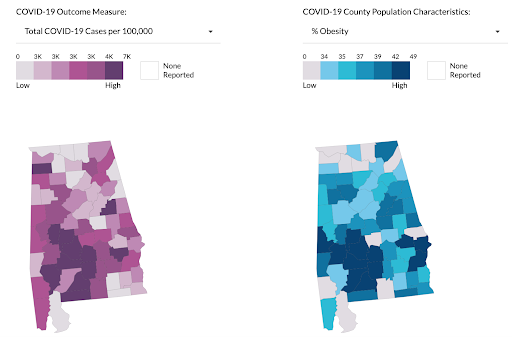 COVID-19 Outcome Measure:
Total COVID-19 Cases per 100,000
0 3K 3K 3K 3K 4K 7K
Low High
None
Reported
COVID-19 County Population Characteristics:
% Obesity
0 34 35 37 39 42 49
Low High
None
Reported